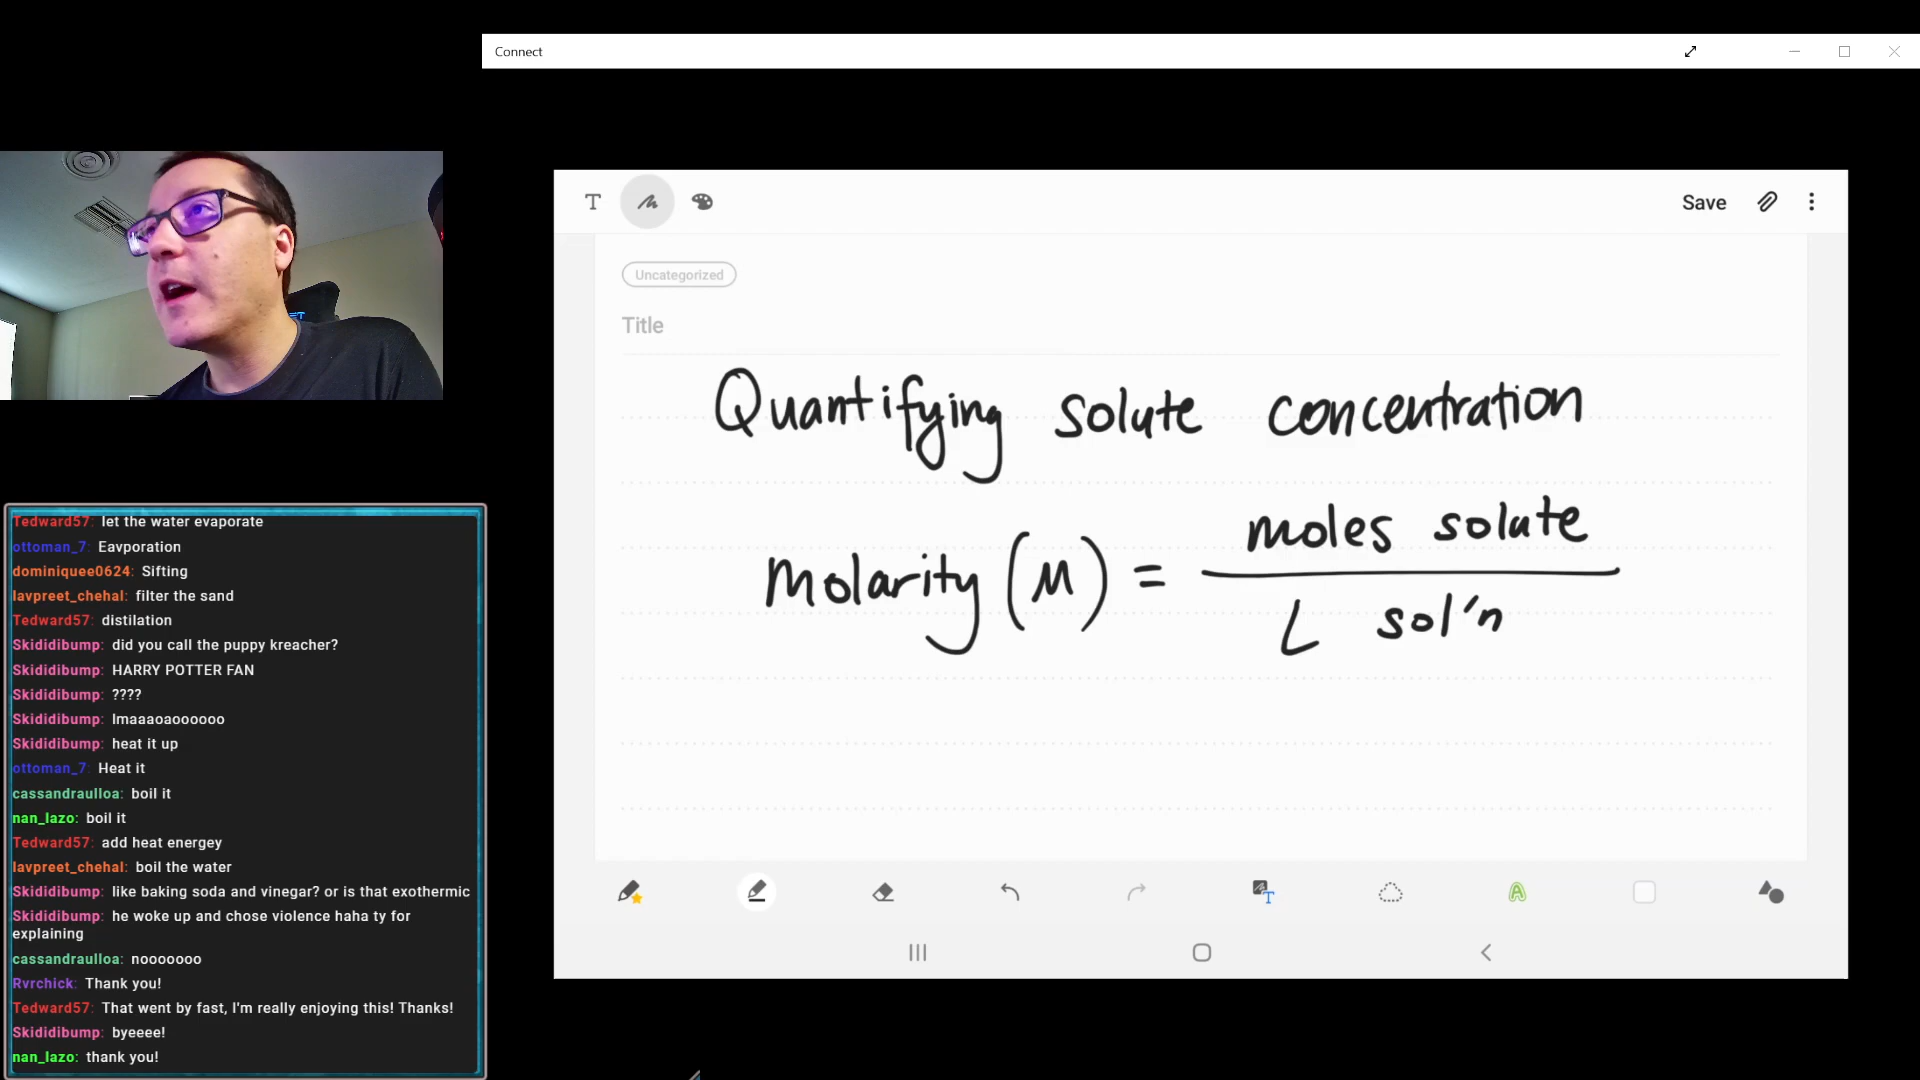 Connect
Save
Uncategorized
Title
Quantifying solute concentration
Molarity (M) = moles solute
L sol'n
Tedward57: let the water evaporate
ottoman_7: Eavporation
dominiquee0624: Sifting
lavpreet_chehal: filter the sand
Tedward57: distilation
Skididibump: did you call the puppy kreacher?
Skididibump: HARRY POTTER FAN
Skididibump: ????
Skididibump: lmaaaoaoooooo
Skididibump: heat it up
ottoman_7: Heat it
cassandraulloa: boil it
nan_lazo: boil it
Tedward57: add heat energey
lavpreet_chehal: boil the water
Skididibump: like baking soda and vinegar? or is that exothermic
Skididibump: he woke up and chose violence haha ty for
explaining
cassandraulloa: nooooooo
Rvrchick: Thank you!
Tedward57: That went by fast, I'm really enjoying this! Thanks!
Skididibump: byeeee!
nan_lazo: thank you!